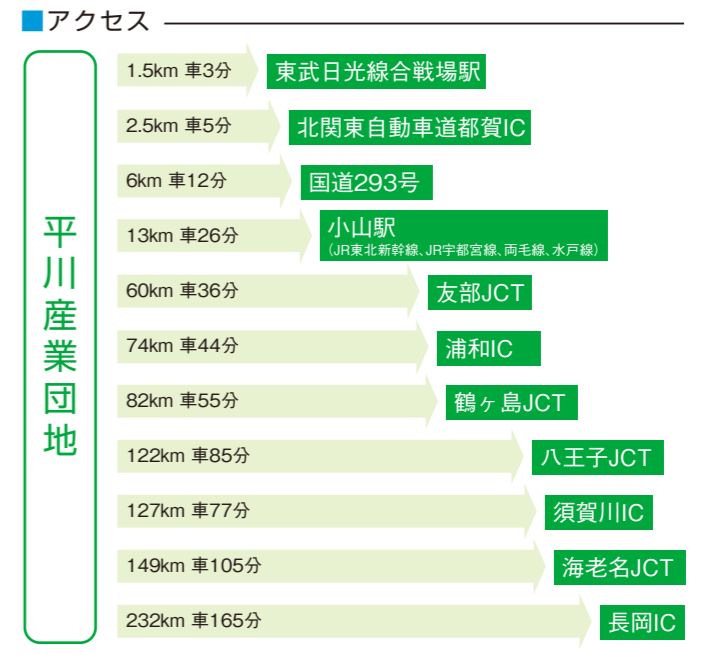 ■アクセス
平川産業団地
1.5km 車3分 東武日光線合戦場駅
2.5km 車5分 北関東自動車道都賀IC
6km 車12分 国道293号
13km 車26分 小山駅
（JR東北新幹線、JR宇都宮線、両毛線、水戸線）
60km 車36分 友部JCT
74km 車44分 浦和IC
82km 車55分 鶴ヶ島JCT
122km 車85分 八王子JCT
127km 車77分 須賀川IC
149km 車105分 海老名JCT
232km 車165分 長岡IC